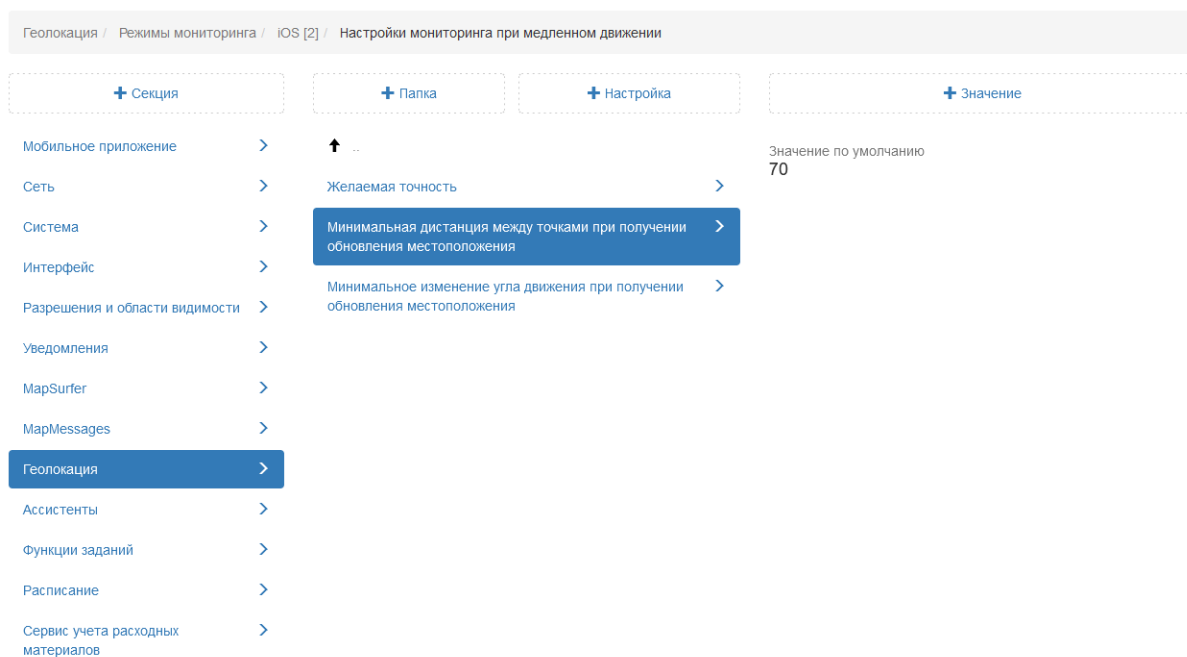 Геолокация / Режимы мониторинга / iOS [2] / Настройки мониторинга при медленном движении
+ Секция
+ Папка
+ Настройка
+ Значение
Мобильное приложение
Сеть
Система
Интерфейс
Разрешения и области видимости
Уведомления
MapSurfer
MapMessages
Геолокация
Ассистенты
Функции заданий
Расписание
Сервис учета расходных
материалов
..
Желаемая точность
Минимальная дистанция между точками при получении
обновления местоположения
Минимальное изменение угла движения при получении
обновления местоположения
Значение по умолчанию
70